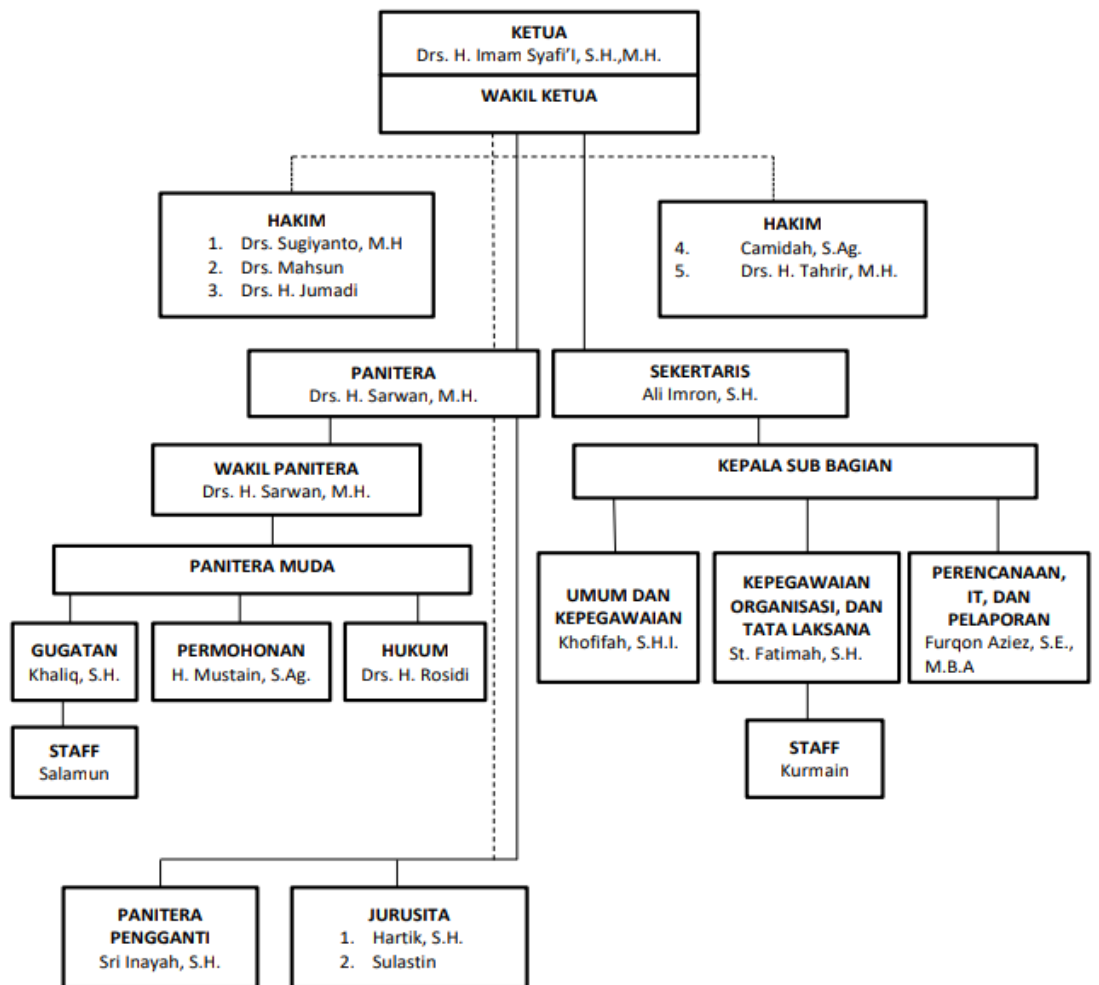 KETUA
Drs. H. Imam Syafi’I, S.H.,M.H.
WAKIL KETUA
HAKIM
1. Drs. Sugiyanto, M.H
2. Drs. Mahsun
3. Drs. H. Jumadi
HAKIM
4. Camidah, S.Ag.
5. Drs. H. Tahrir, M.H.
PANITERA
Drs. H. Sarwan, M.H.
SEKERTARIS
Ali Imron, S.H.
WAKIL PANITERA
Drs. H. Sarwan, M.H.
KEPALA SUB BAGIAN
PANITERA MUDA
GUGATAN
Khaliq, S.H.
PERMOHONAN
H. Mustain, S.Ag.
HUKUM
Drs. H. Rosidi
UMUM DAN
KEPEGAWAIAN
Khofifah, S.H.I.
KEPEGAWAIAN
ORGANISASI, DAN
TATA LAKSANA
St. Fatimah, S.H.
PERENCANAAN,
IT, DAN
PELAPORAN
Furqon Aziez, S.E.,
M.B.A
STAFF
Salamun
STAFF
Kurmain
PANITERA
PENGGANTI
Sri Inayah, S.H.
JURUSITA
1. Hartik, S.H.
2. Sulastin